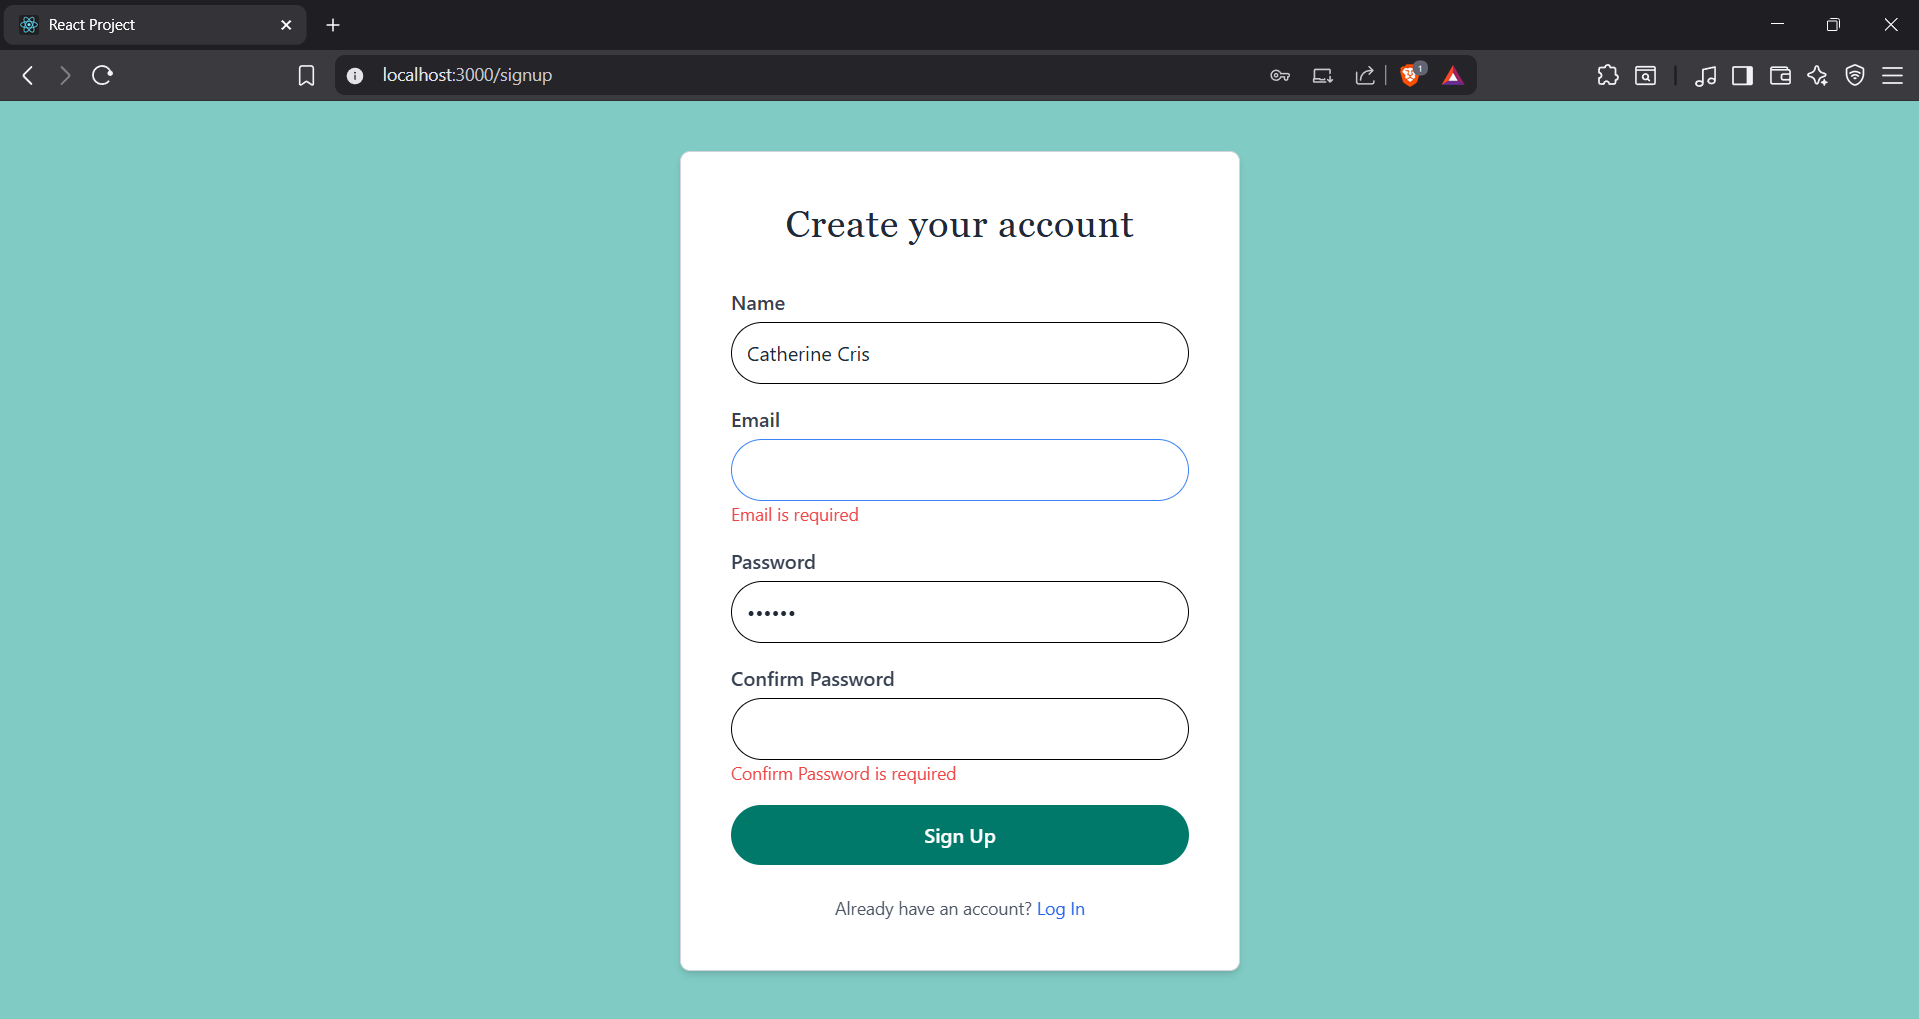 React Project
localhost:3000/signup
1
Create your account
Name
Catherine Cris
Email
Email is required
Password
••••••
Confirm Password
Confirm Password is required
Sign Up
Already have an account? Log In